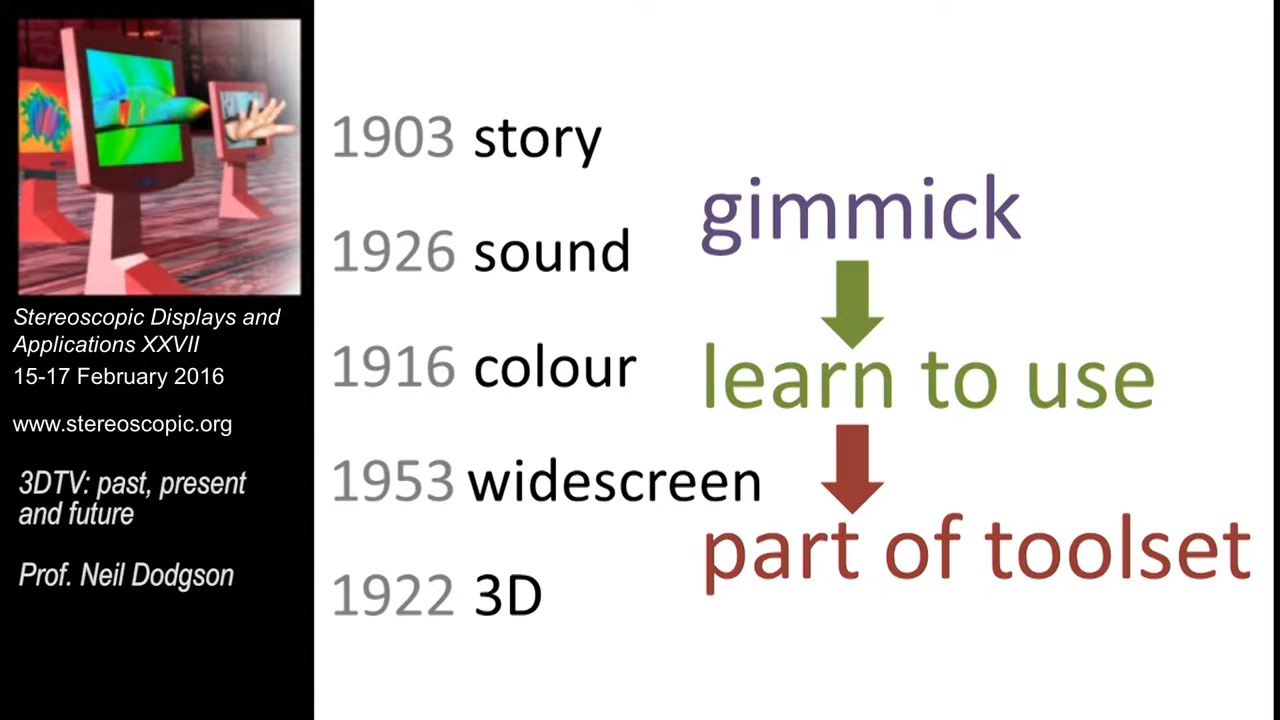 Stereoscopic Displays and
Applications XXVII
15-17 February 2016
www.stereoscopic.org
3DTV: past, present
and future
Prof. Neil Dodgson
1903 story
1926 sound
1916 colour
1953 widescreen
1922 3D
gimmick
learn to use
part of toolset